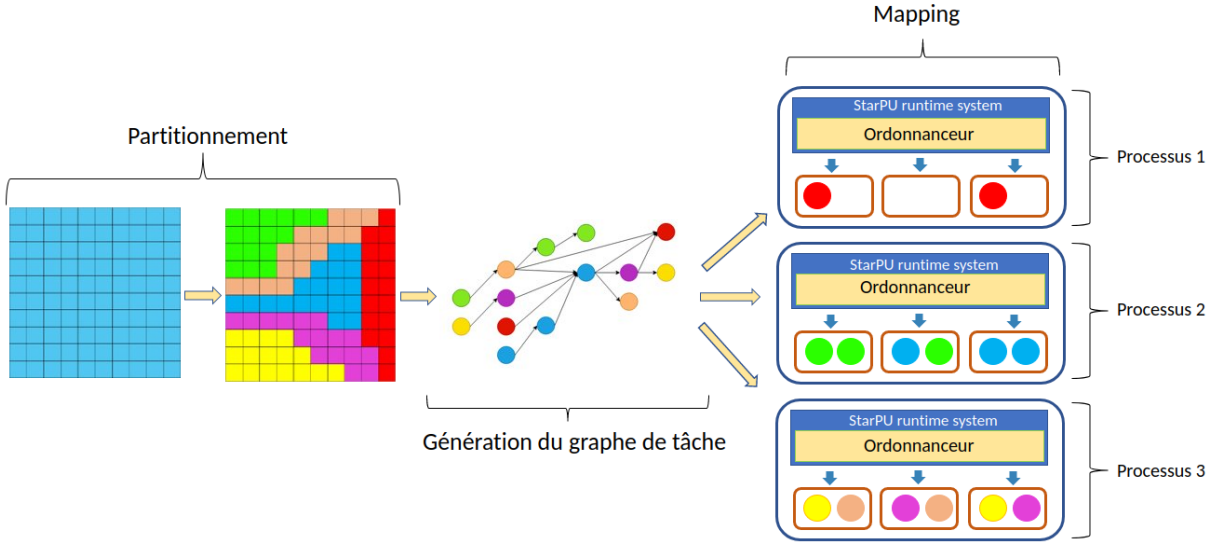 Mapping
Partitionnement
Génération du graphe de tâche
StarPU runtime system
Ordonnanceur
Processus 1
StarPU runtime system
Ordonnanceur
Processus 2
StarPU runtime system
Ordonnanceur
Processus 3